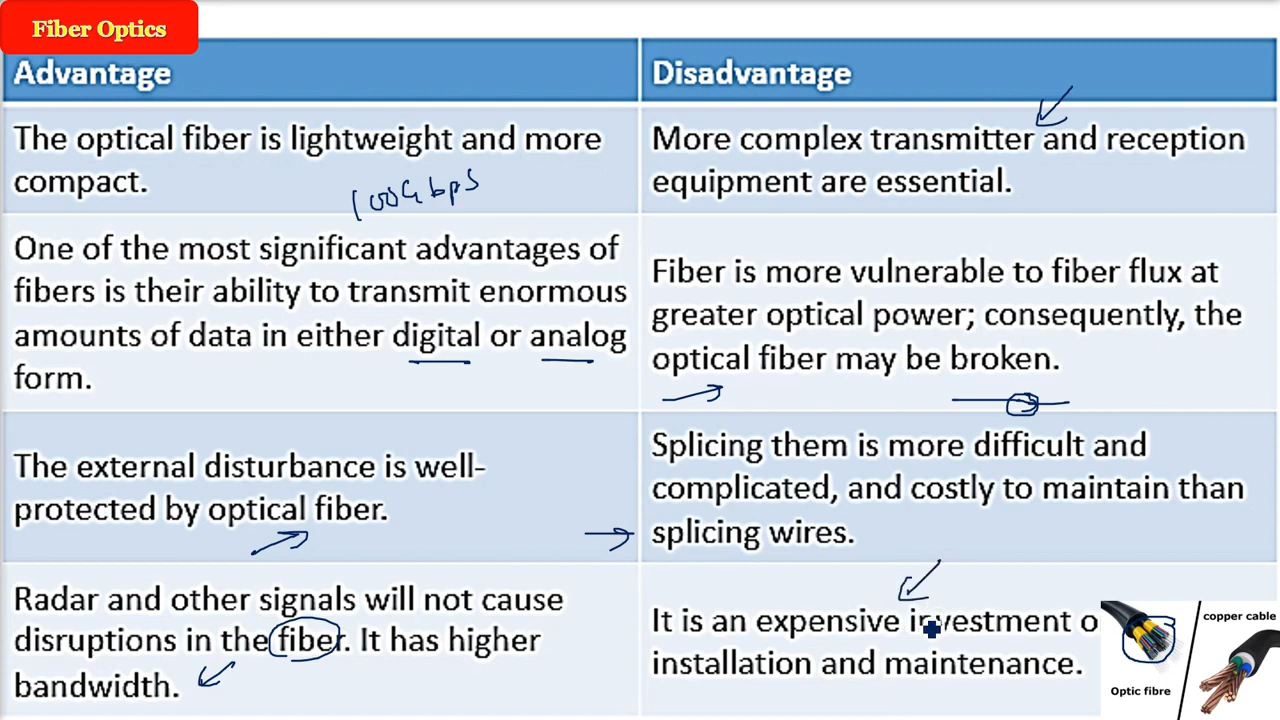 Fiber Optics
Advantage
Disadvantage
The optical fiber is lightweight and more
compact.
More complex transmitter and reception
equipment are essential.
100Gbps
One of the most significant advantages of
fibers is their ability to transmit enormous
amounts of data in either digital or analog
form.
Fiber is more vulnerable to fiber flux at
greater optical power; consequently, the
optical fiber may be broken.
The external disturbance is well-
protected by optical fiber.
Splicing them is more difficult and
complicated, and costly to maintain than
splicing wires.
Radar and other signals will not cause
disruptions in the fiber. It has higher
bandwidth.
It is an expensive investment
installation and maintenance.
copper cable
Optic fibre